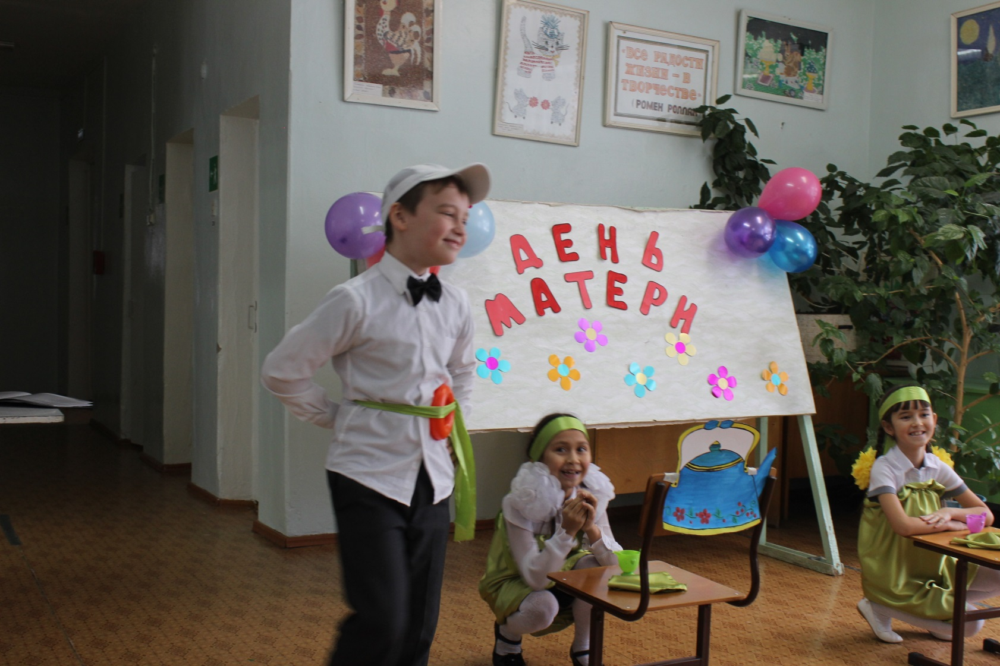 «ВСЕ РАДОСТИ
ЖИЗНИ – В
ТВОРЧЕСТВЕ»
(РОМЕН РОЛЛАН
ДЕНЬ
МАТЕРИ